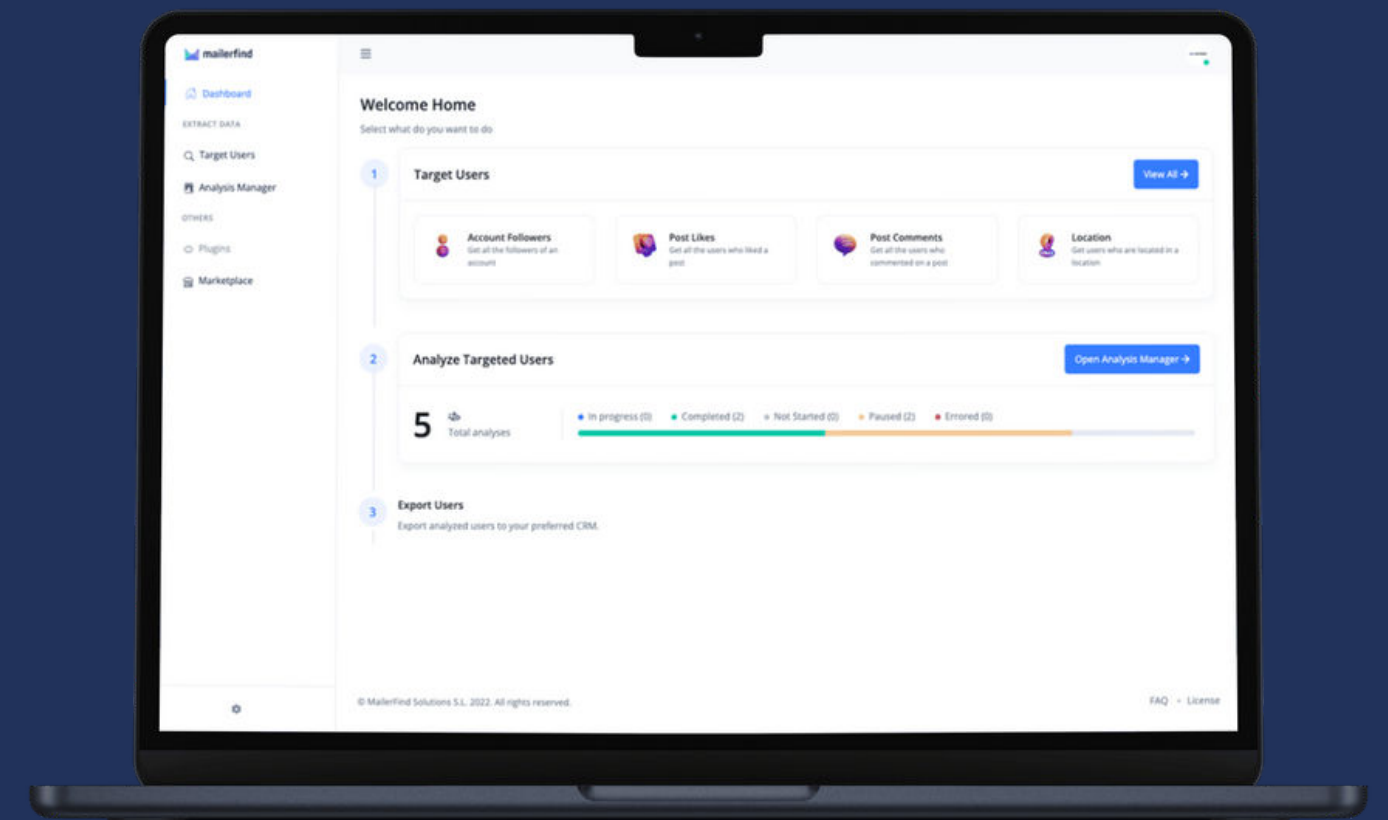 mailerfind
Dashboard
EXTRACT DATA
Target Users
Analysis Manager
OTHERS
Plugins
Marketplace
Welcome Home
Select what do you want to do
1
Target Users
View All →
Account Followers
Get all the followers of an
account
Post Likes
Get all the users who liked a
post
Post Comments
Get all the users who
commented on a post
Location
Get users who are located in a
location
2
Analyze Targeted Users
Open Analysis Manager →
5
Total analyses
In progress (0)
Completed (2)
Not Started (0)
Paused (2)
Errored (0)
3
Export Users
Export analyzed users to your preferred CRM.
© MailerFind Solutions S.L. 2022. All rights reserved.
FAQ • License